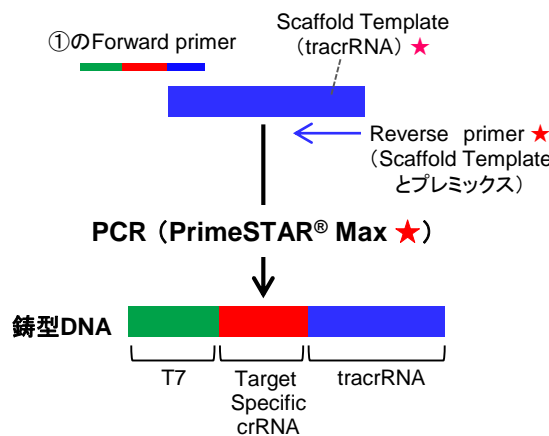 ①のForward primer
Scaffold Template
（tracrRNA）★
Reverse primer ★
（Scaffold Template
とプレミックス）
PCR（PrimeSTAR® Max ★）
鋳型DNA
T7
Target
Specific
crRNA
tracrRNA